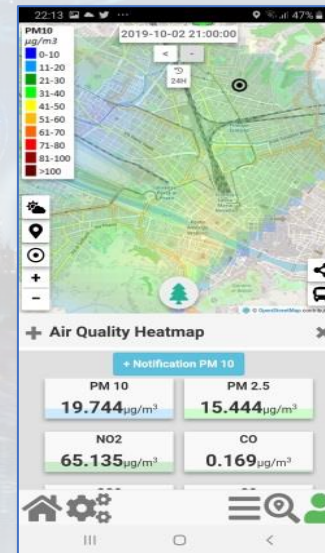 22:13
47%
PM10
µg/m3
0-10
11-20
21-30
31-40
41-50
51-60
61-70
71-80
81-100
>100
2019-10-02 21:00:00
<
-
24H
+
-
© OpenStreetMap
+ Air Quality Heatmap
+ Notification PM 10
PM 10
19.744µg/m³
PM 2.5
15.444µg/m³
NO2
65.135µg/m³
CO
0.169µg/m³